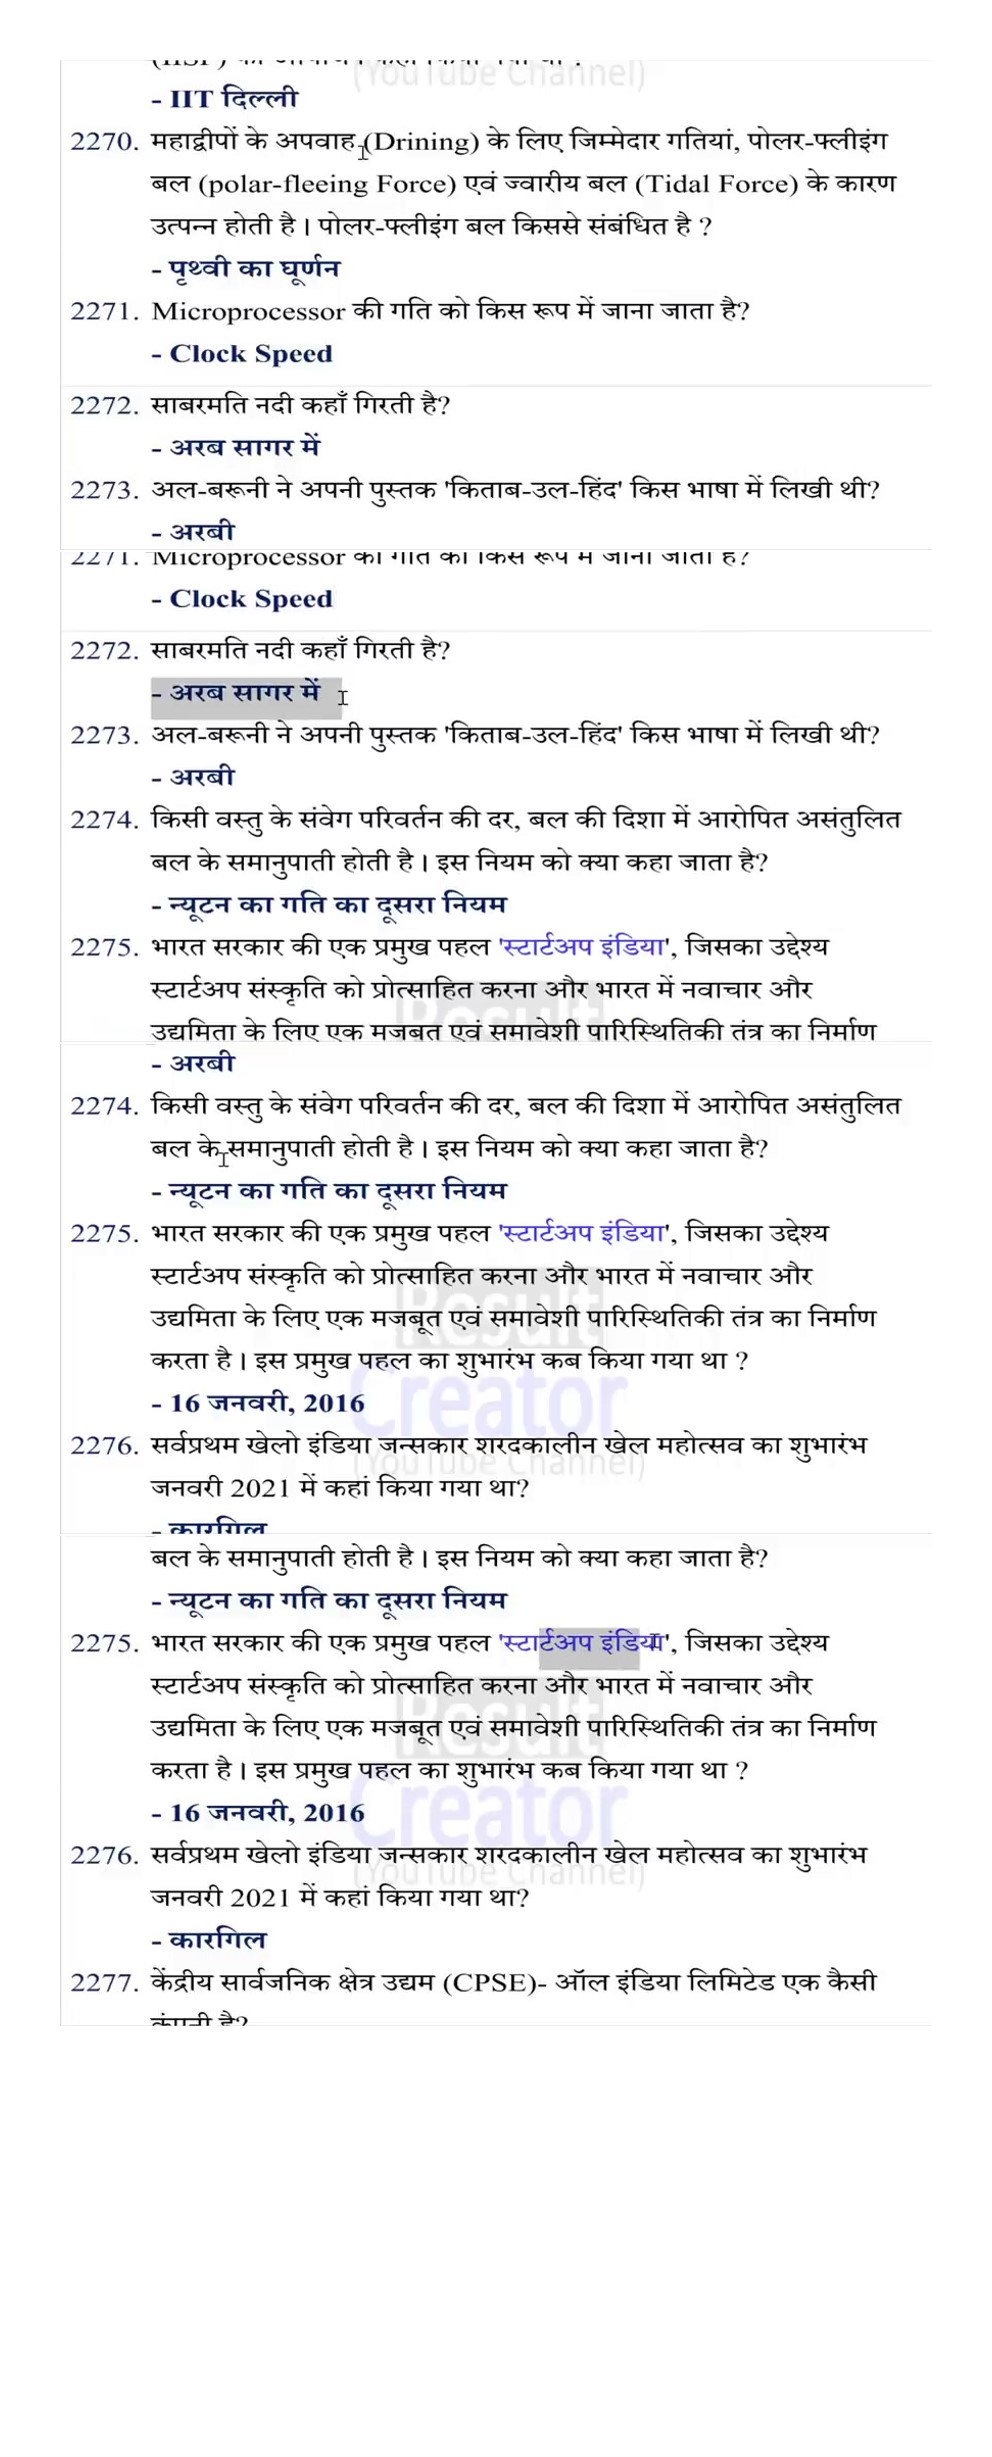 (YouTube Channel)
- IIT दिल्ली
2270. महाद्वीपों के अपवाह (Drining) के लिए जिम्मेदार गतियां, पोलर-फ्लीइंग
बल (polar-fleeing Force) एवं ज्वारीय बल (Tidal Force) के कारण
उत्पन्न होती है। पोलर-फ्लीइंग बल किससे संबंधित है ?
- पृथ्वी का घूर्णन
2271. Microprocessor की गति को किस रूप में जाना जाता है?
- Clock Speed
2272. साबरमति नदी कहाँ गिरती है?
- अरब सागर में
2273. अल-बरूनी ने अपनी पुस्तक 'किताब-उल-हिंद' किस भाषा में लिखी थी?
- अरबी
2271. Microprocessor की गति को किस रूप में जाना जाता है?
- Clock Speed
2272. साबरमति नदी कहाँ गिरती है?
- अरब सागर में
2273. अल-बरूनी ने अपनी पुस्तक 'किताब-उल-हिंद' किस भाषा में लिखी थी?
- अरबी
2274. किसी वस्तु के संवेग परिवर्तन की दर, बल की दिशा में आरोपित असंतुलित
बल के समानुपाती होती है। इस नियम को क्या कहा जाता है?
- न्यूटन का गति का दूसरा नियम
2275. भारत सरकार की एक प्रमुख पहल 'स्टार्टअप इंडिया', जिसका उद्देश्य
स्टार्टअप संस्कृति को प्रोत्साहित करना और भारत में नवाचार और
Result
उद्यमिता के लिए एक मजबूत एवं समावेशी पारिस्थितिकी तंत्र का निर्माण
- अरबी
2274. किसी वस्तु के संवेग परिवर्तन की दर, बल की दिशा में आरोपित असंतुलित
बल के समानुपाती होती है। इस नियम को क्या कहा जाता है?
- न्यूटन का गति का दूसरा नियम
2275. भारत सरकार की एक प्रमुख पहल 'स्टार्टअप इंडिया', जिसका उद्देश्य
स्टार्टअप संस्कृति को प्रोत्साहित करना और भारत में नवाचार और
Result
उद्यमिता के लिए एक मजबूत एवं समावेशी पारिस्थितिकी तंत्र का निर्माण
करता है। इस प्रमुख पहल का शुभारंभ कब किया गया था ?
Creator
- 16 जनवरी, 2016
2276. सर्वप्रथम खेलो इंडिया जन्सकार शरदकालीन खेल महोत्सव का शुभारंभ
(YouTube Channel)
जनवरी 2021 में कहां किया गया था?
- कारगिल
बल के समानुपाती होती है। इस नियम को क्या कहा जाता है?
- न्यूटन का गति का दूसरा नियम
2275. भारत सरकार की एक प्रमुख पहल 'स्टार्टअप इंडिया', जिसका उद्देश्य
स्टार्टअप संस्कृति को प्रोत्साहित करना और भारत में नवाचार और
Result
उद्यमिता के लिए एक मजबूत एवं समावेशी पारिस्थितिकी तंत्र का निर्माण
करता है। इस प्रमुख पहल का शुभारंभ कब किया गया था ?
Creator
- 16 जनवरी, 2016
2276. सर्वप्रथम खेलो इंडिया जन्सकार शरदकालीन खेल महोत्सव का शुभारंभ
(YouTube Channel)
जनवरी 2021 में कहां किया गया था?
- कारगिल
2277. केंद्रीय सार्वजनिक क्षेत्र उद्यम (CPSE)- ऑल इंडिया लिमिटेड एक कैसी
कंपनी है?